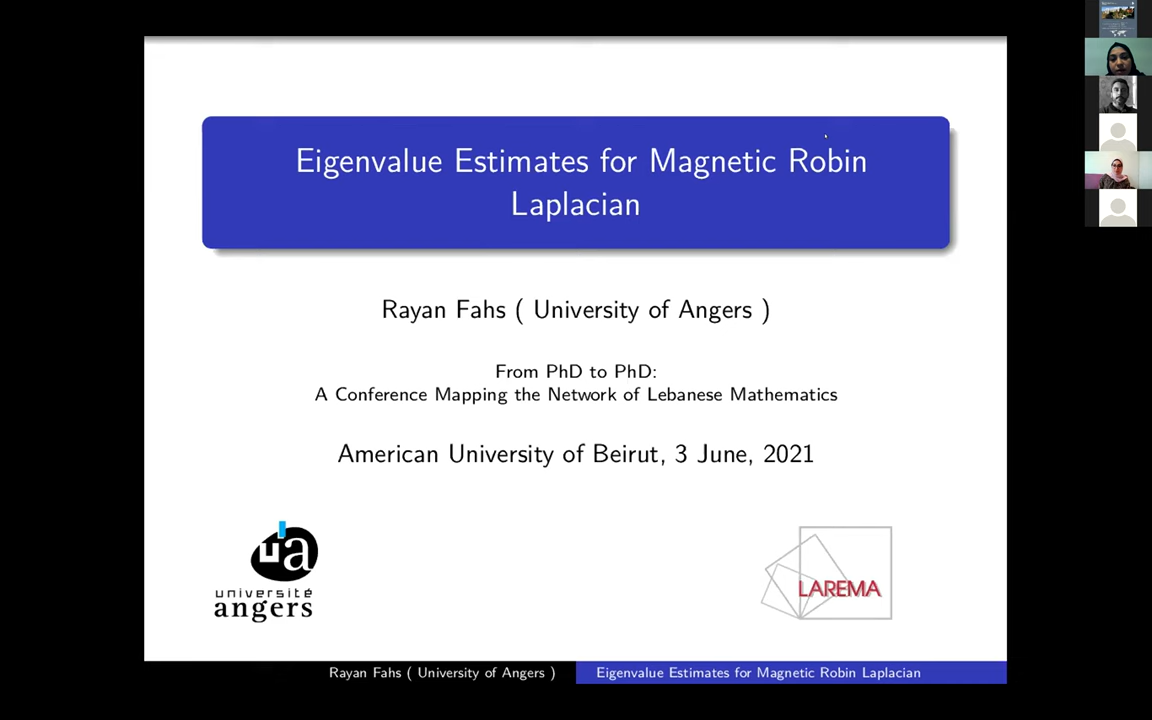 Eigenvalue Estimates for Magnetic Robin
Laplacian
Rayan Fahs ( University of Angers )
From PhD to PhD:
A Conference Mapping the Network of Lebanese Mathematics
American University of Beirut, 3 June, 2021
ua
université
angers
LAREMA
Rayan Fahs ( University of Angers )
Eigenvalue Estimates for Magnetic Robin Laplacian